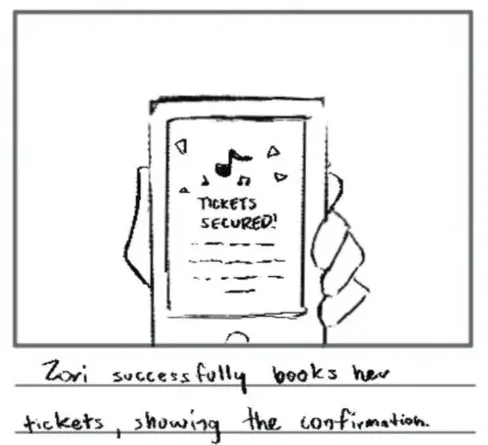 TICKETS
SECURED!
Zori successfully books her
tickets, showing the confirmation.